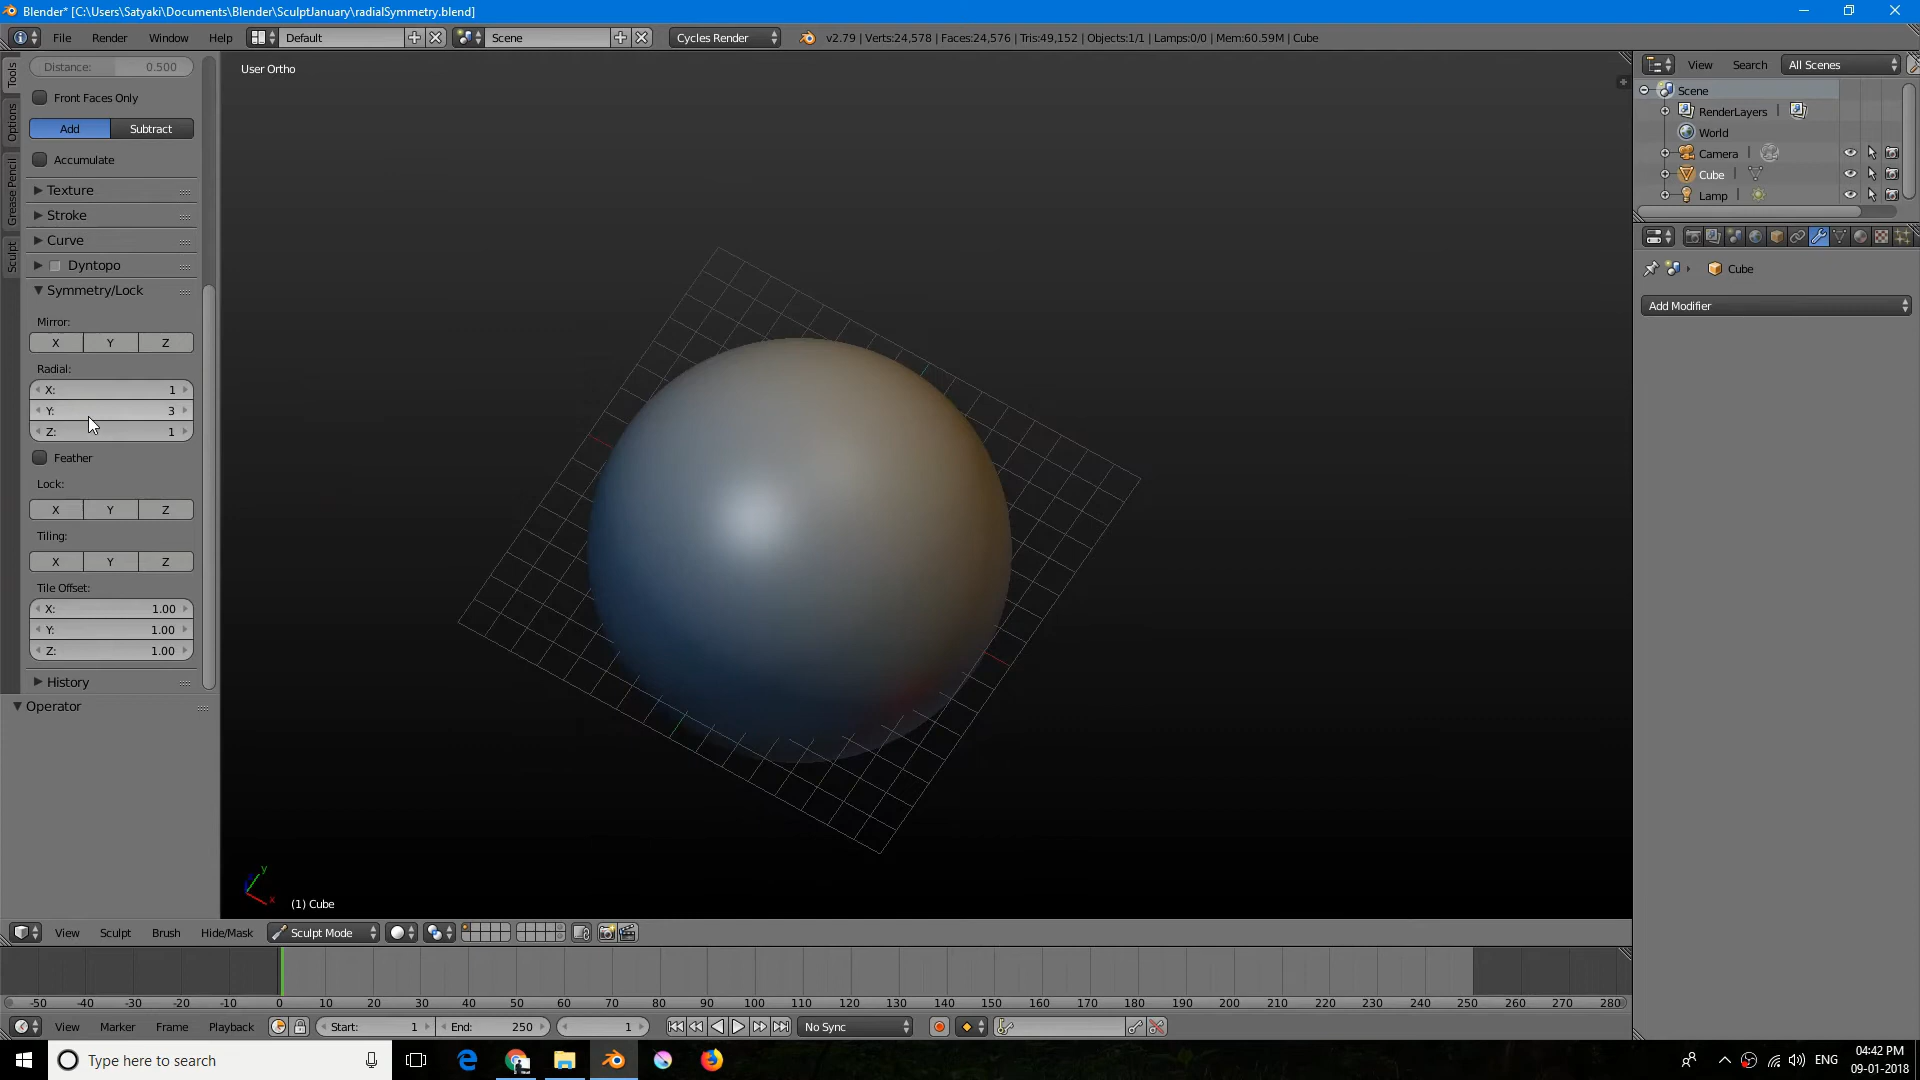 Blender* [C:\Users\Satyaki\Documents\Blender\SculptJanuary\radialSymmetry.blend]
File Render Window Help Default Scene Cycles Render v2.79 | Verts:24,578 | Faces:24,576 | Tris:49,152 | Objects:1/1 | Lamps:0/0 | Mem:60.59M | Cube
Tools
Options
Grease Pencil
Sculpt
Distance: 0.500
Front Faces Only
Add Subtract
Accumulate
Texture
Stroke
Curve
Dyntopo
Symmetry/Lock
Mirror:
X Y Z
Radial:
X: 1
Y: 3
Z: 1
Feather
Lock:
X Y Z
Tiling:
X Y Z
Tile Offset:
X: 1.00
Y: 1.00
Z: 1.00
History
Operator
User Ortho
y
x
(1) Cube
View Search All Scenes
Scene
RenderLayers |
World
Camera |
Cube |
Lamp |
Cube
Add Modifier
View Sculpt Brush Hide/Mask Sculpt Mode
-50 -40 -30 -20 -10 0 10 20 30 40 50 60 70 80 90 100 110 120 130 140 150 160 170 180 190 200 210 220 230 240 250 260 270 280
View Marker Frame Playback Start: 1 End: 250 1 No Sync
Type here to search
ENG
04:42 PM
09-01-2018